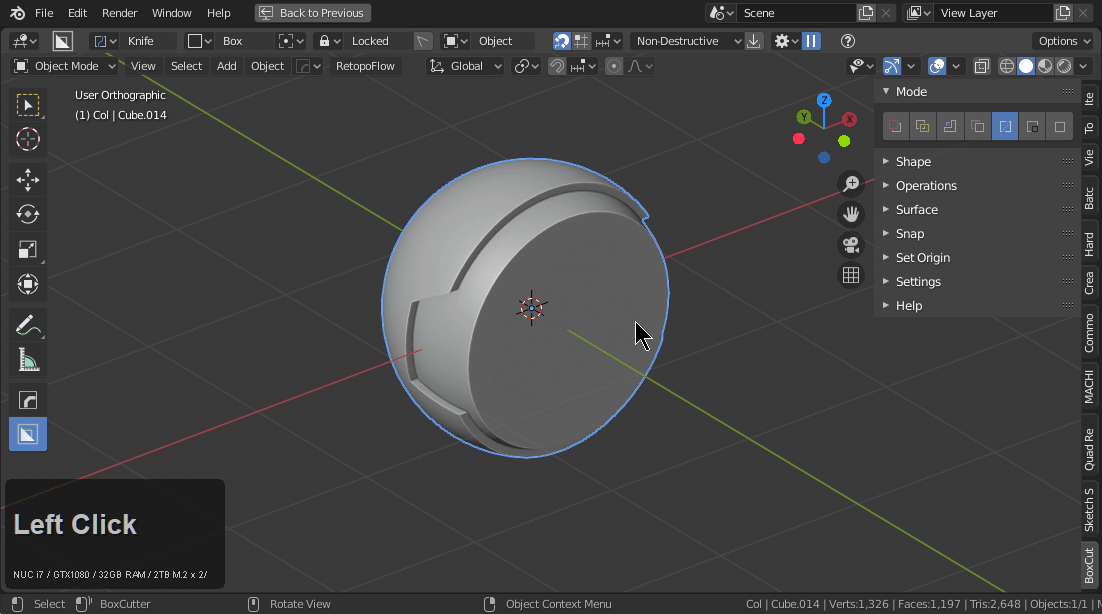 File Edit Render Window Help Back to Previous Scene View Layer
Knife Box Locked Object Non-Destructive Options
Object Mode View Select Add Object RetopoFlow Global
User Orthographic
(1) Col | Cube.014
Z
Y
X
Mode
Shape
Operations
Surface
Snap
Set Origin
Settings
Help
Ite
To
Vie
Batc
Hard
Crea
Commo
MACHI
Quad Re
Sketch S
BoxCut
Left Click
NUC i7 / GTX1080 / 32GB RAM / 2TB M.2 x 2/
Select BoxCutter Rotate View Object Context Menu Col | Cube.014 | Verts:1,326 | Faces:1,197 | Tris:2,648 | Objects:1/1 |